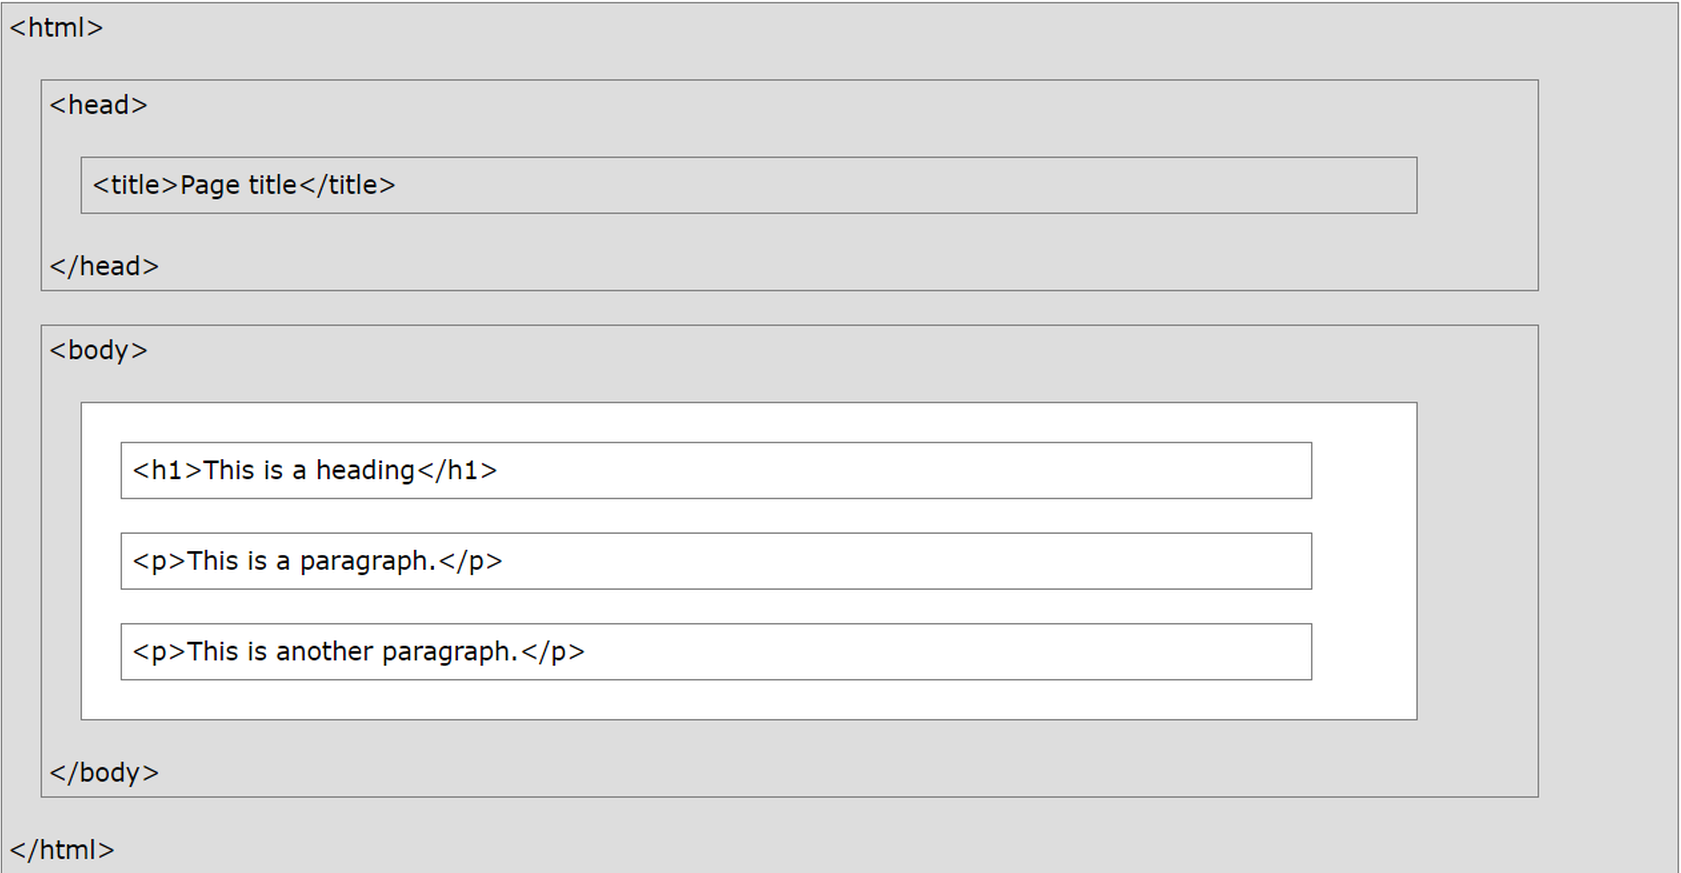 <html>
<head>
<title>Page title</title>
</head>
<body>
<h1>This is a heading</h1>
<p>This is a paragraph.</p>
<p>This is another paragraph.</p>
</body>
</html>